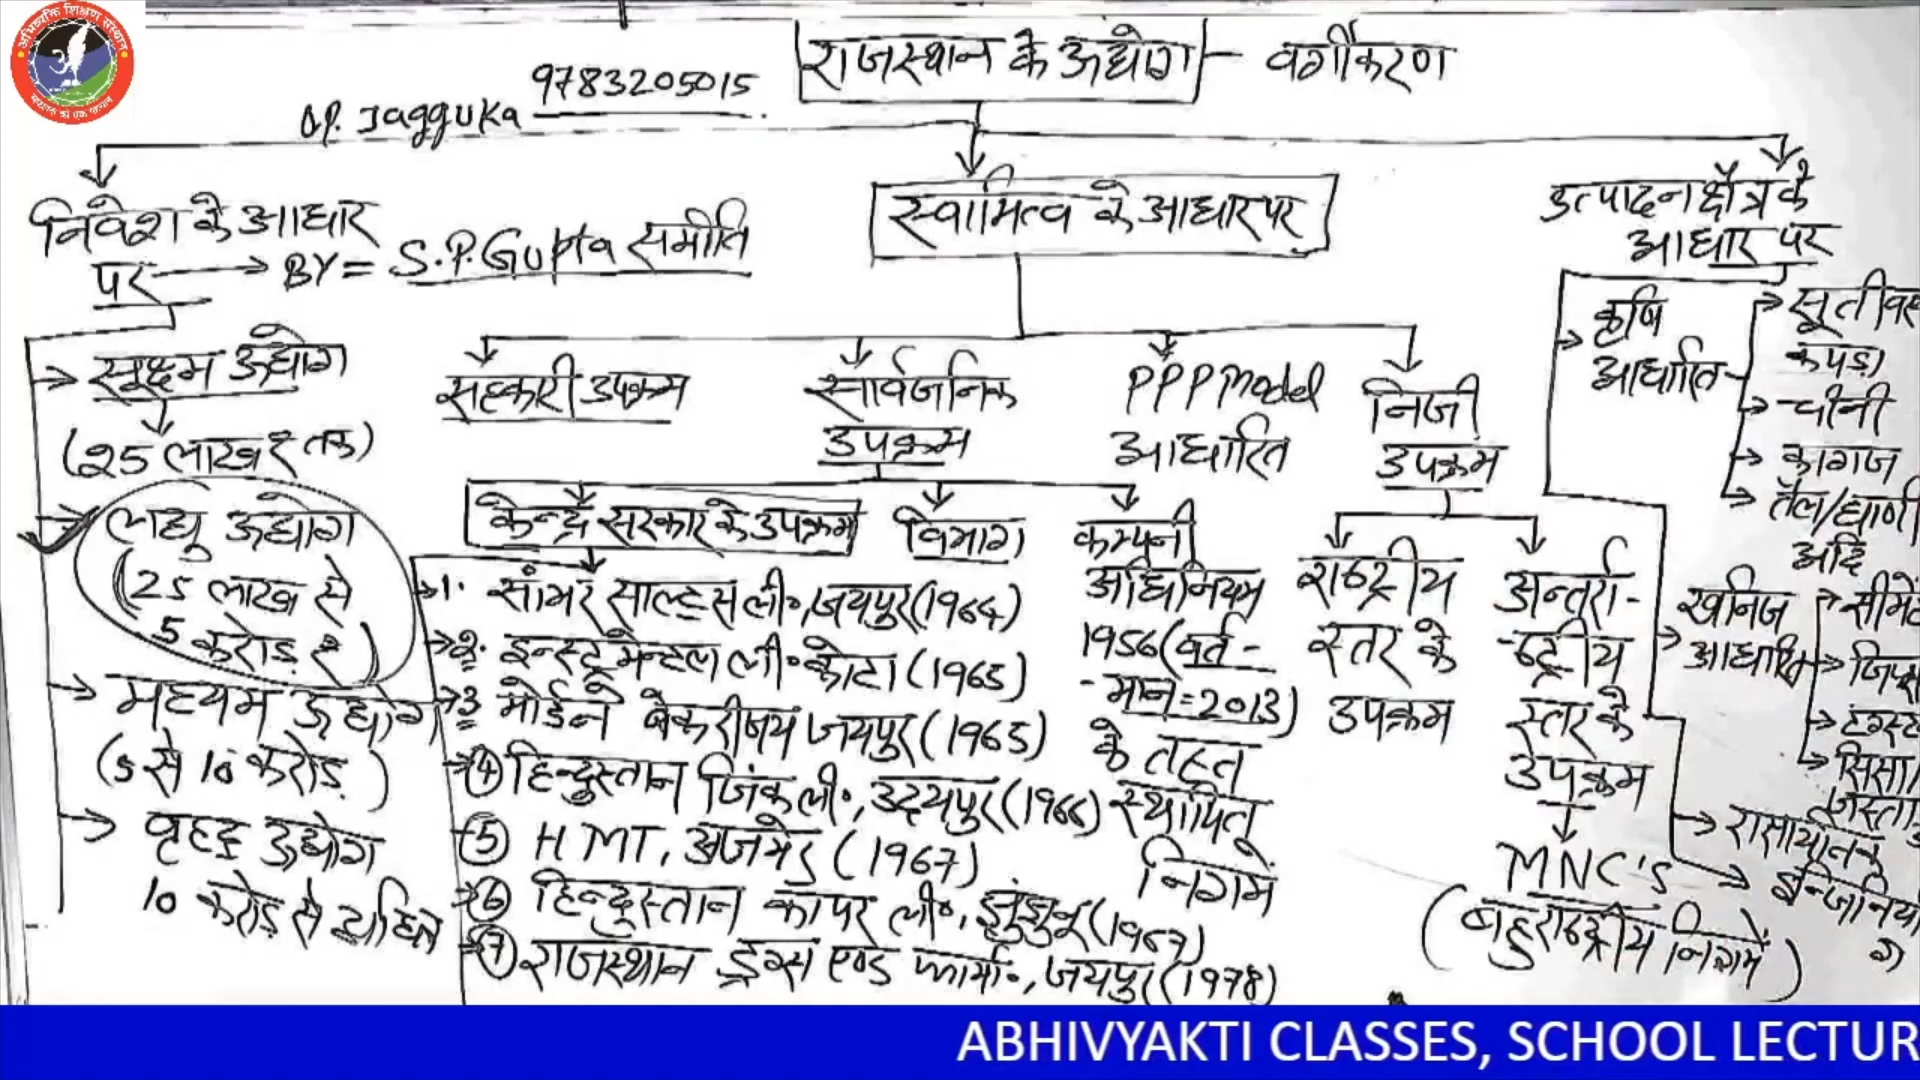 राजस्थान के उद्योग - वर्गीकरण
O.P. Jagguka 9783205015
निवेश के आधार
पर → BY = S.P. Gupta समीति
सूक्ष्म उद्योग
(25 लाख ₹ तक)
लघु उद्योग
(25 लाख से
5 करोड़ ₹)
मध्यम उद्योग
(5 से 10 करोड़)
वृहद उद्योग
10 करोड़ से अधिक
स्वामित्व के आधार पर
सहकारी उपक्रम
सार्वजनिक
उपक्रम
केन्द्र सरकार के उपक्रम
1. सांभर साल्ट्स ली॰, जयपुर (1964)
2. इन्स्ट्रूमेन्टल ली॰ कोटा (1965)
3 मोर्डन बेकरीजय जयपुर (1965)
4 हिन्दुस्तान जिंक ली॰, उदयपुर (1966)
5 HMT, अजमेर (1967)
6 हिन्दुस्तान कॉपर ली॰, झुंझुनू (1967)
7 राजस्थान ड्रग्स एण्ड फार्मा॰, जयपुर (1978)
विभाग
कम्पनी
अधिनियम
1956 (वर्त-
-मान=2013)
के तहत
स्थापित
निगमें
PPP Model
आधारित
निजी
उपक्रम
राष्ट्रीय
स्तर के
उपक्रम
अन्तर्रा-
-ष्ट्रीय
स्तर के
उपक्रम
MNC'S
(बहुराष्ट्रीय निगमें)
उत्पादन क्षेत्र के
आधार पर
कृषि
आधारित
सूती वस्
कपड़ा
चीनी
कागज
तेल/घाणी
आदि
खनिज
आधारित
सीमें
जिप्स
टंगस्ट
सिसा/
जस्ता
रासायनिक
इन्जिनिय
ग
ABHIVYAKTI CLASSES, SCHOOL LECTUR